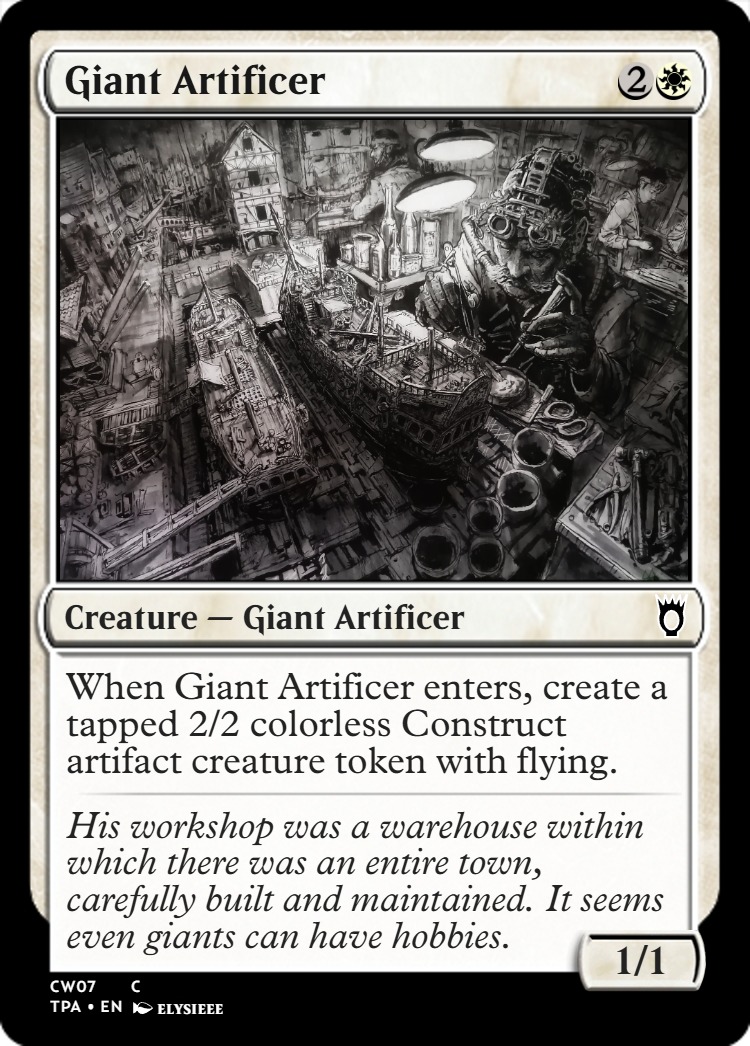 Giant Artificer
2
Creature — Giant Artificer
When Giant Artificer enters, create a
tapped 2/2 colorless Construct
artifact creature token with flying.
His workshop was a warehouse within
which there was an entire town,
carefully built and maintained. It seems
even giants can have hobbies.
1/1
CW07 C
TPA • EN ELYSIEEE